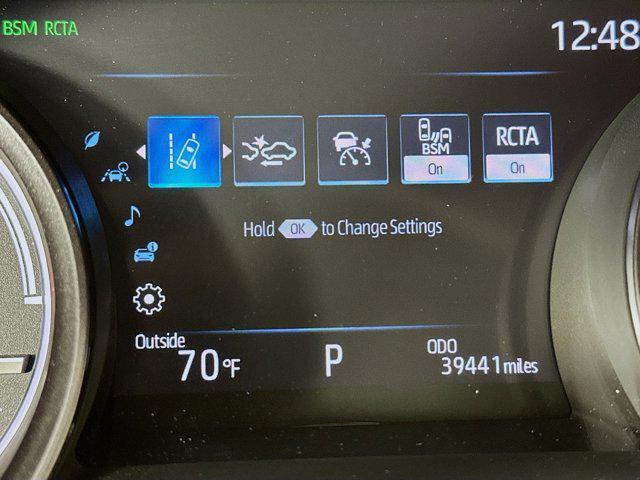 BSM RCTA
12:48
BSM
On
RCTA
On
Hold OK to Change Settings
Outside
70°F
P
ODO
39441 miles